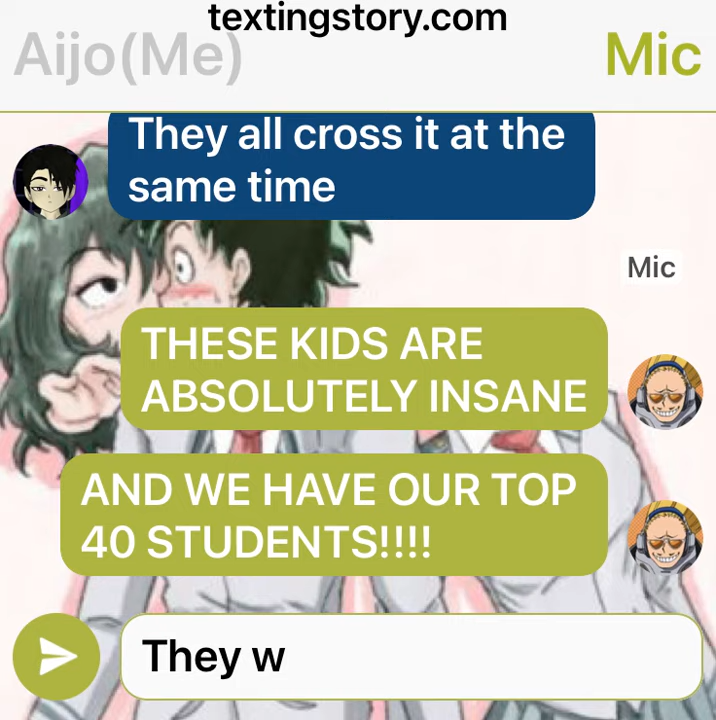 textingstory.com
Aijo(Me)
Mic
They all cross it at the
same time
Mic
THESE KIDS ARE
ABSOLUTELY INSANE
AND WE HAVE OUR TOP
40 STUDENTS!!!!
They w